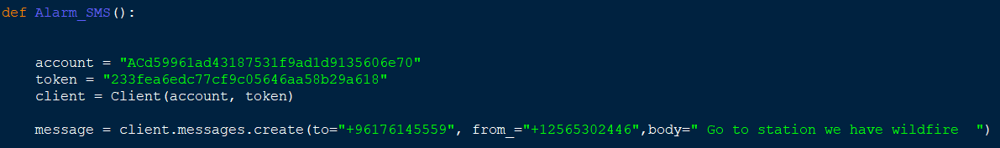 def Alarm_SMS():
account = "ACd59961ad43187531f9ad1d9135606e70"
token = "233fea6edc77cf9c05646aa58b29a618"
client = Client(account, token)
message = client.messages.create(to="+96176145559", from_="+12565302446",body=" Go to station we have wildfire  ")